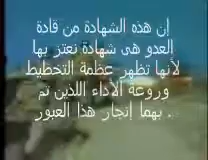 إن هذه الشهادة من قادة
العدو هى شهادة نعتز بها
لأنها تظهر عظمة التخطيط
وروعة الأداء اللذين تم
بهما إنجاز هذا العبور .